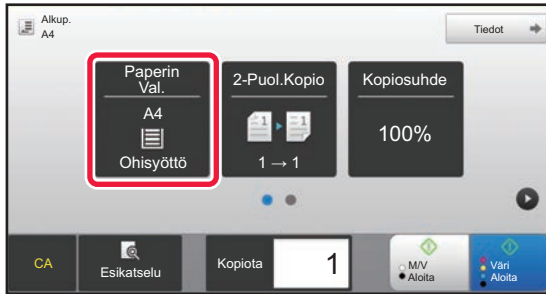 Alkup.
A4
Tiedot
Paperin
Val.
A4
Ohisyöttö
2-Puol.Kopio
1 → 1
Kopiosuhde
100%
CA
Esikatselu
Kopiota
1
M/V
Aloita
Väri
Aloita